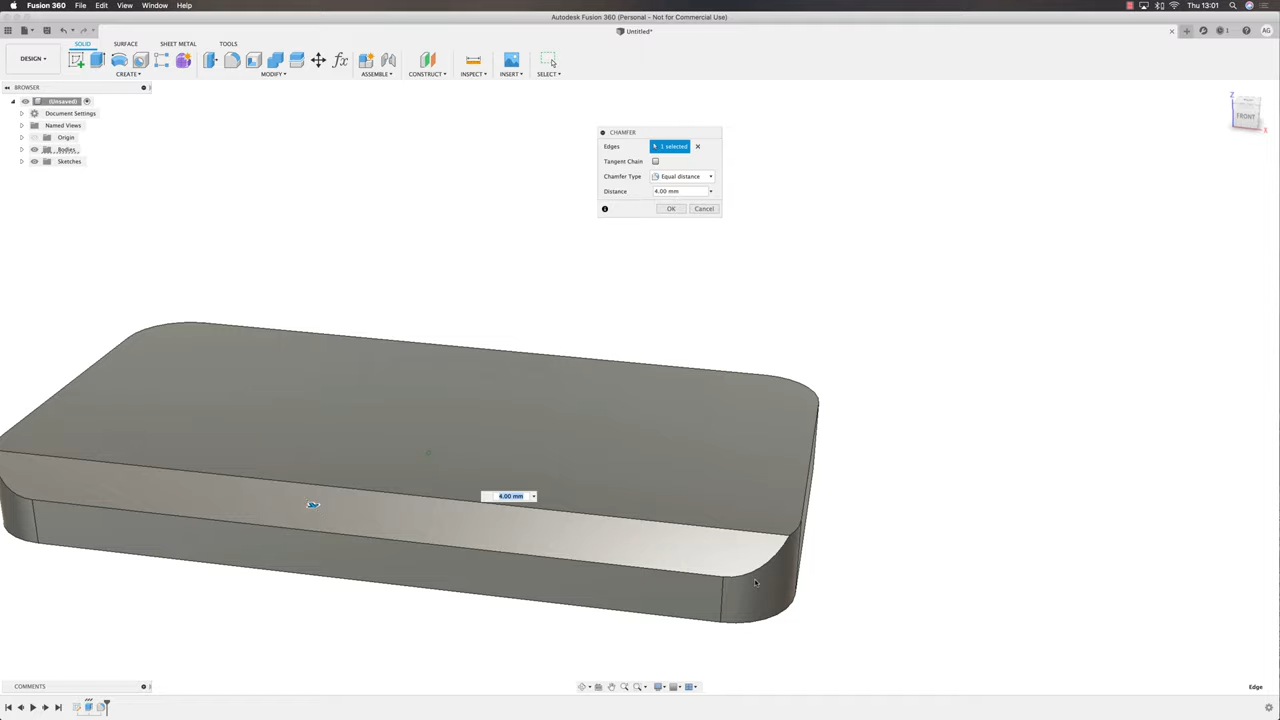 Fusion 360 File Edit View Window Help
Thu 13:01
Autodesk Fusion 360 (Personal - Not for Commercial Use)
Untitled*
1
AG
SOLID SURFACE SHEET METAL TOOLS
DESIGN
CREATE MODIFY ASSEMBLE CONSTRUCT INSPECT INSERT SELECT
BROWSER
(Unsaved)
Document Settings
Named Views
Origin
Bodies
Sketches
CHAMFER
Edges 1 selected
Tangent Chain
Chamfer Type Equal distance
Distance 4.00 mm
OK Cancel
Z
FRONT
X
4.00 mm
COMMENTS
Edge